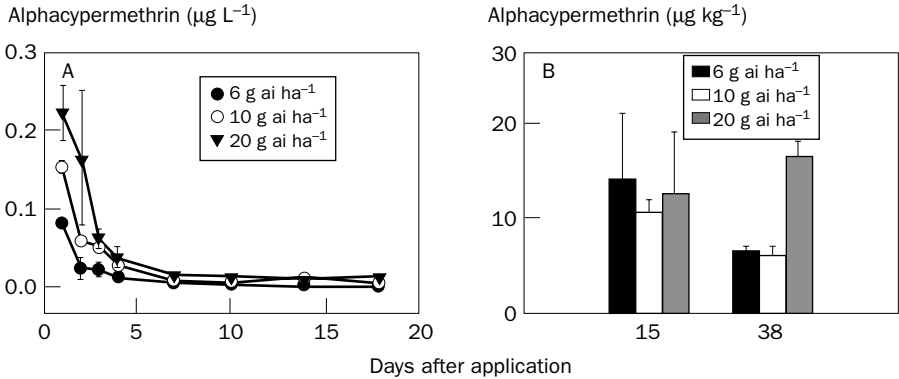 Alphacypermethrin (μg L⁻¹)
0.3
0.2
0.1
0.0
A
6 g ai ha⁻¹
10 g ai ha⁻¹
20 g ai ha⁻¹
0 5 10 15 20
Alphacypermethrin (μg kg⁻¹)
30
20
10
0
B
6 g ai ha⁻¹
10 g ai ha⁻¹
20 g ai ha⁻¹
15 38
Days after application